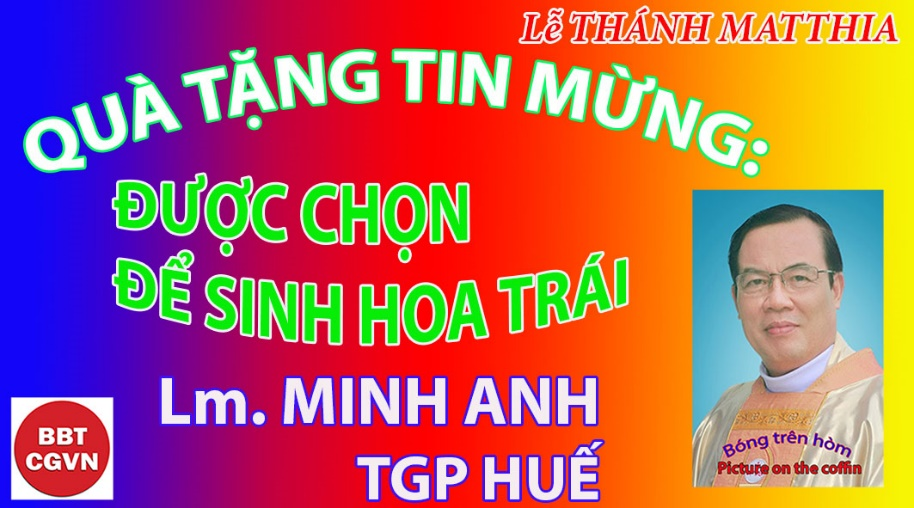 Lễ THÁNH MATTHIA
QUÀ TẶNG TIN MỪNG:
ĐƯỢC CHỌN
ĐỂ SINH HOA TRÁI
Lm. MINH ANH
TGP HUẾ
BBT
CGVN
Bóng trên hòm
Picture on the coffin